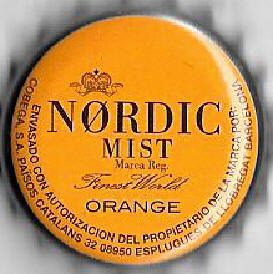 NØRDIC
MIST
Marca Reg.
Finest World
ORANGE
ENVASADO CON AUTORIZACION DEL PROPIETARIO DE LA MARCA POR:
COBEGA, S.A. PAISOS CATALANS 32 08950 ESPLUGUES DE LLOBREGAT BARCELONA